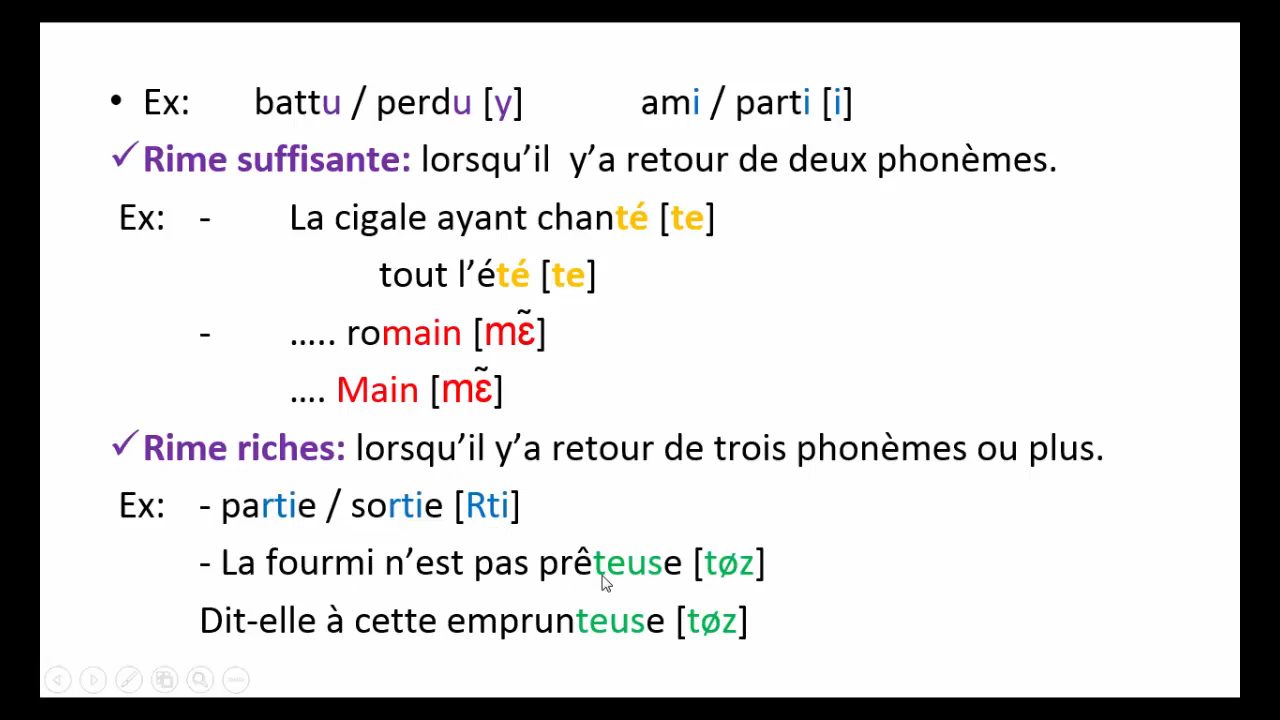 • Ex: battu / perdu [y] ami / parti [i]
✓ Rime suffisante: lorsqu’il y’a retour de deux phonèmes.
Ex: - La cigale ayant chanté [te]
tout l’été [te]
- ..... romain [mɛ̃]
.... Main [mɛ̃]
✓ Rime riches: lorsqu’il y’a retour de trois phonèmes ou plus.
Ex: - partie / sortie [Rti]
- La fourmi n’est pas prêteuse [tøz]
Dit-elle à cette emprunteuse [tøz]